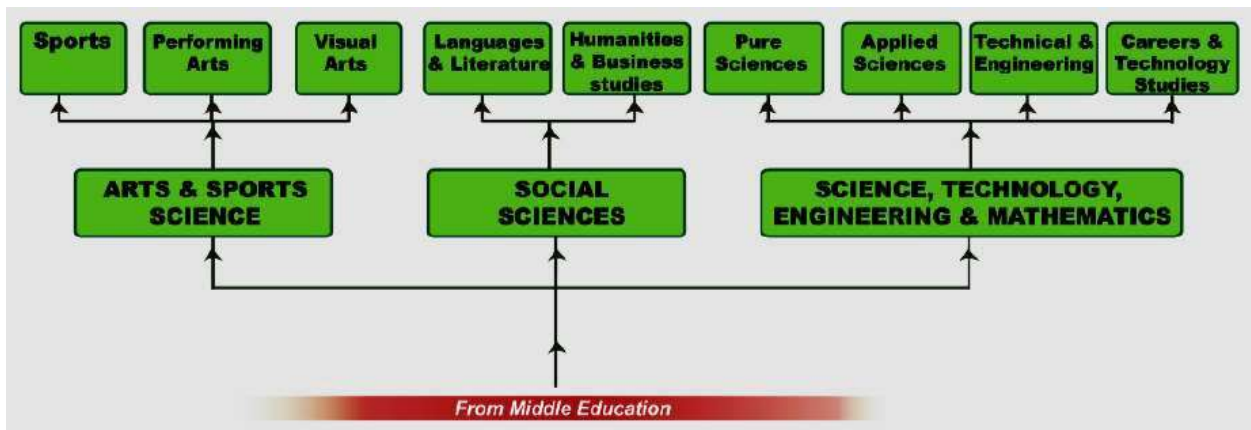 Sports
Performing
Arts
Visual
Arts
Languages
& Literature
Humanities
& Business
studies
Pure
Sciences
Applied
Sciences
Technical &
Engineering
Careers &
Technology
Studies
ARTS & SPORTS
SCIENCE
SOCIAL
SCIENCES
SCIENCE, TECHNOLOGY,
ENGINEERING & MATHEMATICS
From Middle Education